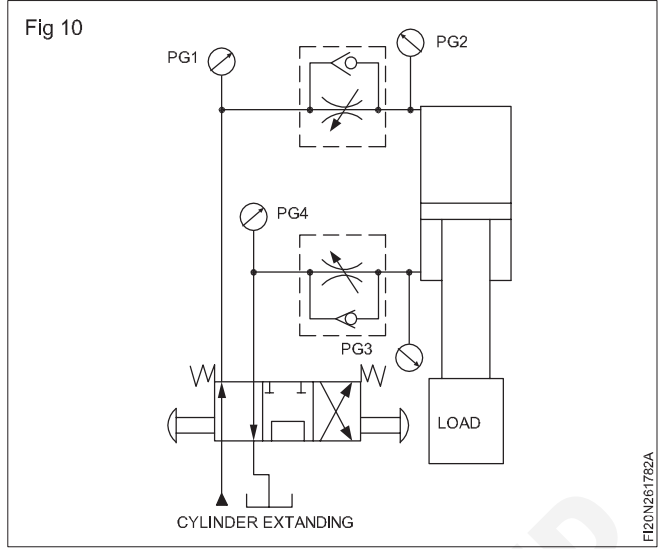 Fig 10
PG1
PG2
PG4
PG3
LOAD
CYLINDER EXTANDING
FI20N261782A
D